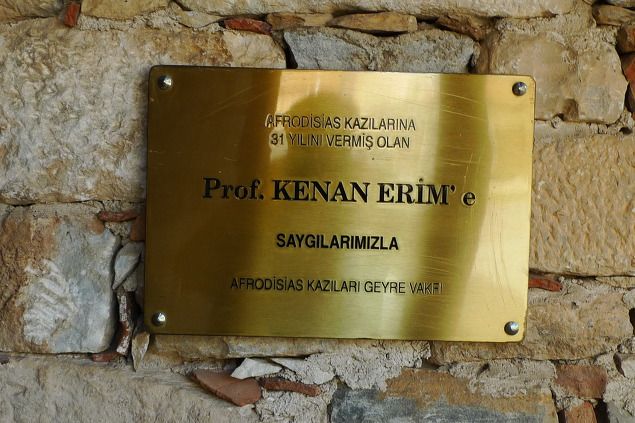 AFRODİSİAS KAZILARINA
31 YILINI VERMİŞ OLAN
Prof. KENAN ERİM' e
SAYGILARIMIZLA
AFRODİSİAS KAZILARI GEYRE VAKFI